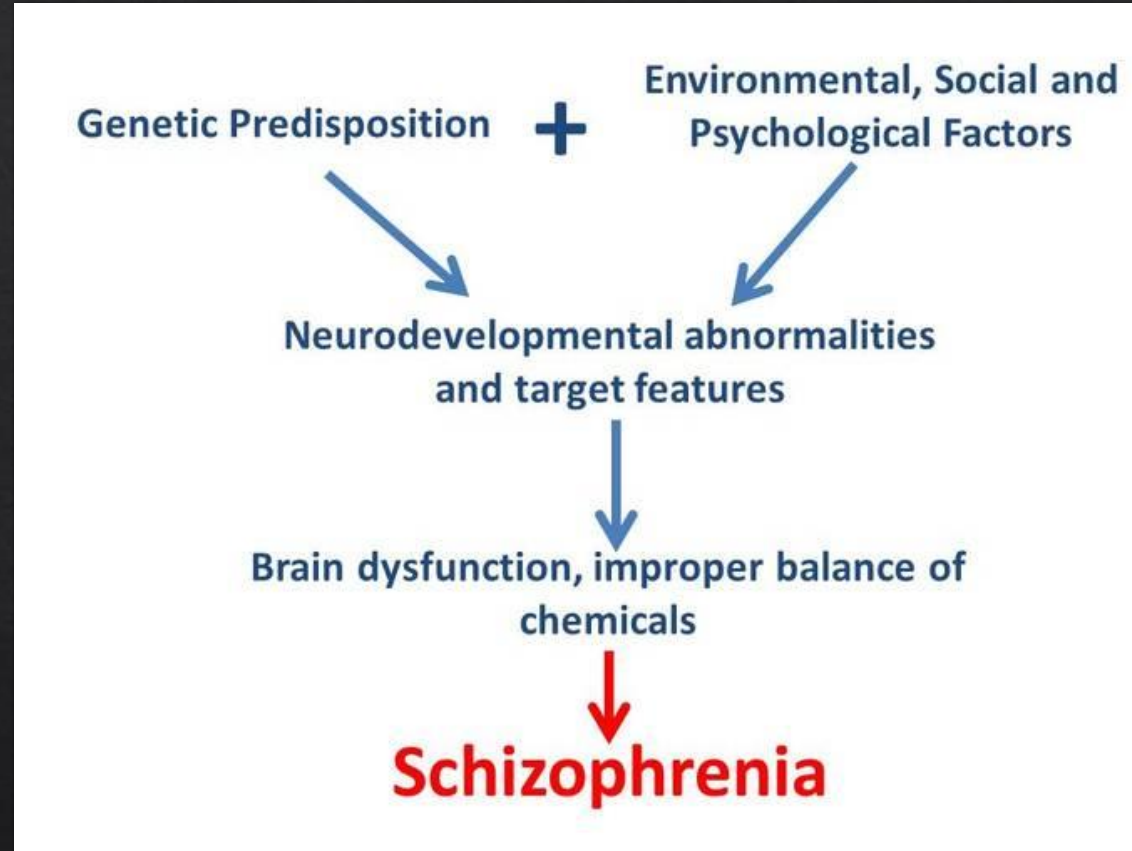 Genetic Predisposition
+
Environmental, Social and
Psychological Factors
Neurodevelopmental abnormalities
and target features
Brain dysfunction, improper balance of
chemicals
Schizophrenia